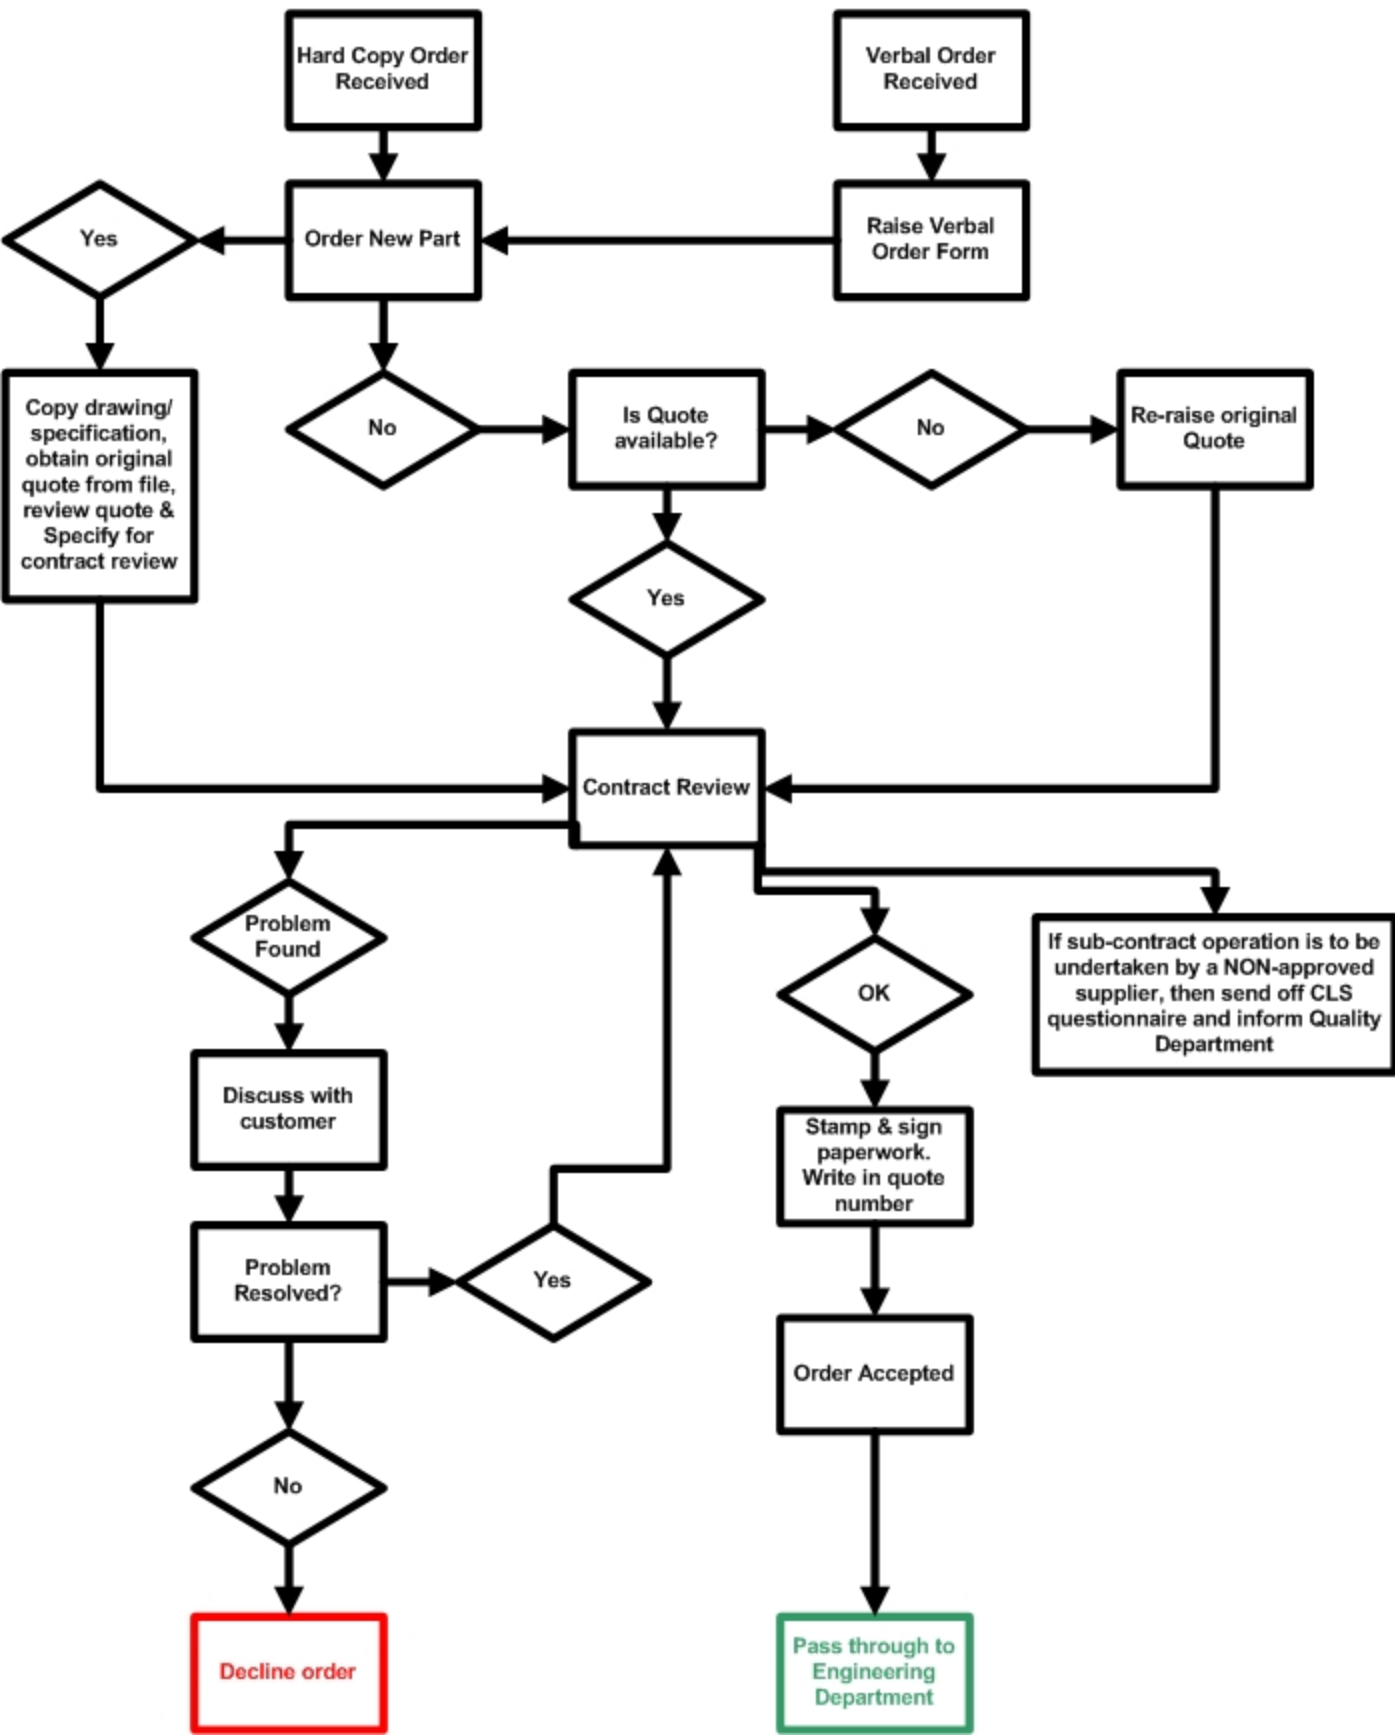 Hard Copy Order
Received
Verbal Order
Received
Yes
Order New Part
Raise Verbal
Order Form
Copy drawing/
specification,
obtain original
quote from file,
review quote &
Specify for
contract review
No
Is Quote
available?
No
Re-raise original
Quote
Yes
Contract Review
Problem
Found
OK
If sub-contract operation is to be
undertaken by a NON-approved
supplier, then send off CLS
questionnaire and inform Quality
Department
Discuss with
customer
Stamp & sign
paperwork.
Write in quote
number
Problem
Resolved?
Yes
Order Accepted
No
Decline order
Pass through to
Engineering
Department